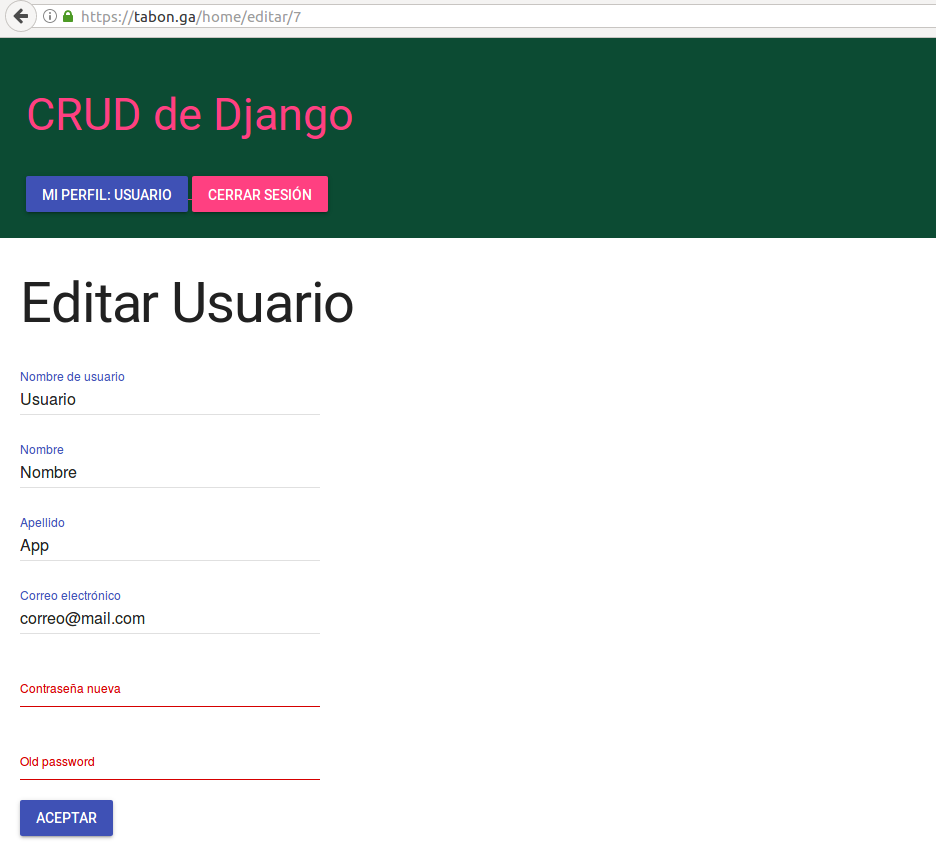 https://tabon.ga/home/editar/7
CRUD de Django
MI PERFIL: USUARIO CERRAR SESIÓN
Editar Usuario
Nombre de usuario
Usuario
Nombre
Nombre
Apellido
App
Correo electrónico
correo@mail.com
Contraseña nueva
Old password
ACEPTAR